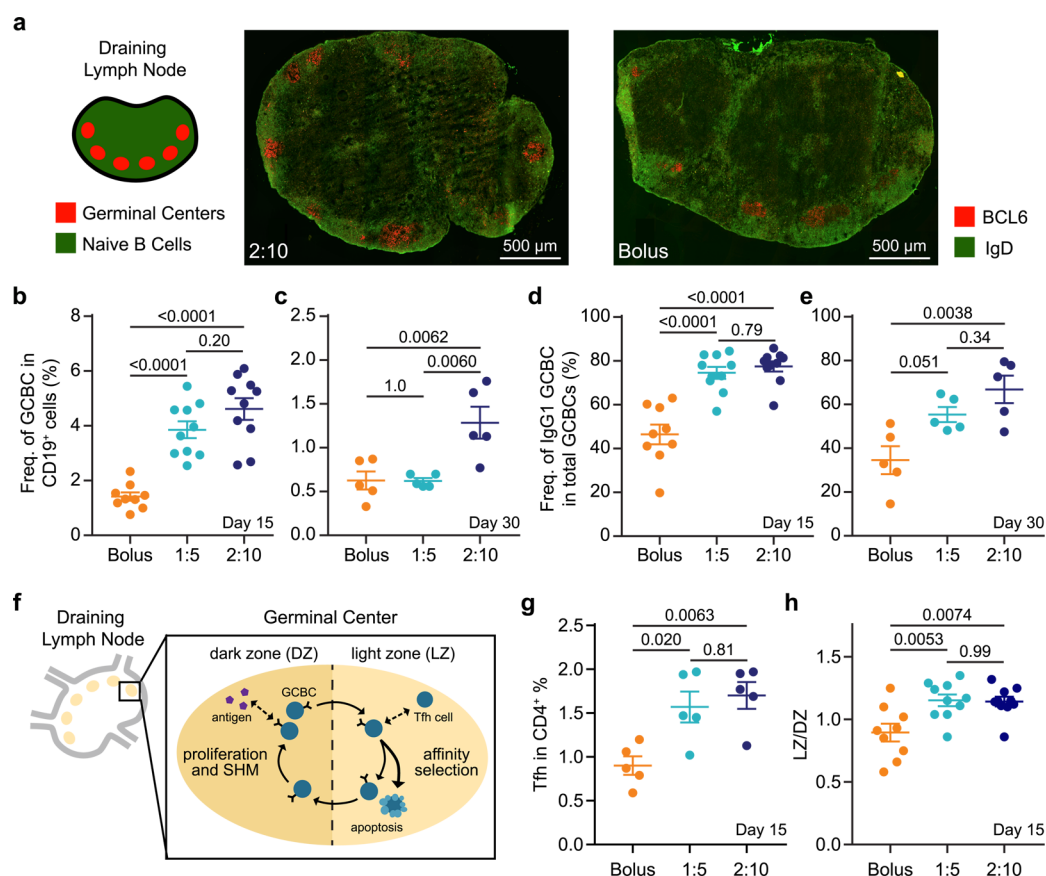 a
Draining
Lymph Node
Germinal Centers
Naive B Cells
2:10
500 µm
Bolus
500 µm
BCL6
IgD
b
Freq. of GCBC in
CD19⁺ cells (%)
8
6
4
2
0
<0.0001
0.20
<0.0001
Day 15
Bolus
1:5
2:10
c
2.5
2.0
1.5
1.0
0.5
0.0
0.0062
0.0060
1.0
Day 30
Bolus
1:5
2:10
d
Freq. of IgG1 GCBC
in total GCBCs (%)
100
80
60
40
20
0
<0.0001
<0.0001
0.79
Day 15
Bolus
1:5
2:10
e
100
80
60
40
20
0
0.0038
0.34
0.051
Day 30
Bolus
1:5
2:10
f
Draining
Lymph Node
Germinal Center
dark zone (DZ)
light zone (LZ)
GCBC
antigen
Tfh cell
proliferation
and SHM
affinity
selection
apoptosis
g
Tfh in CD4⁺ %
2.5
2.0
1.5
1.0
0.5
0.0
0.0063
0.020
0.81
Day 15
Bolus
1:5
2:10
h
LZ/DZ
1.5
1.0
0.5
0.0
0.0074
0.0053
0.99
Day 15
Bolus
1:5
2:10